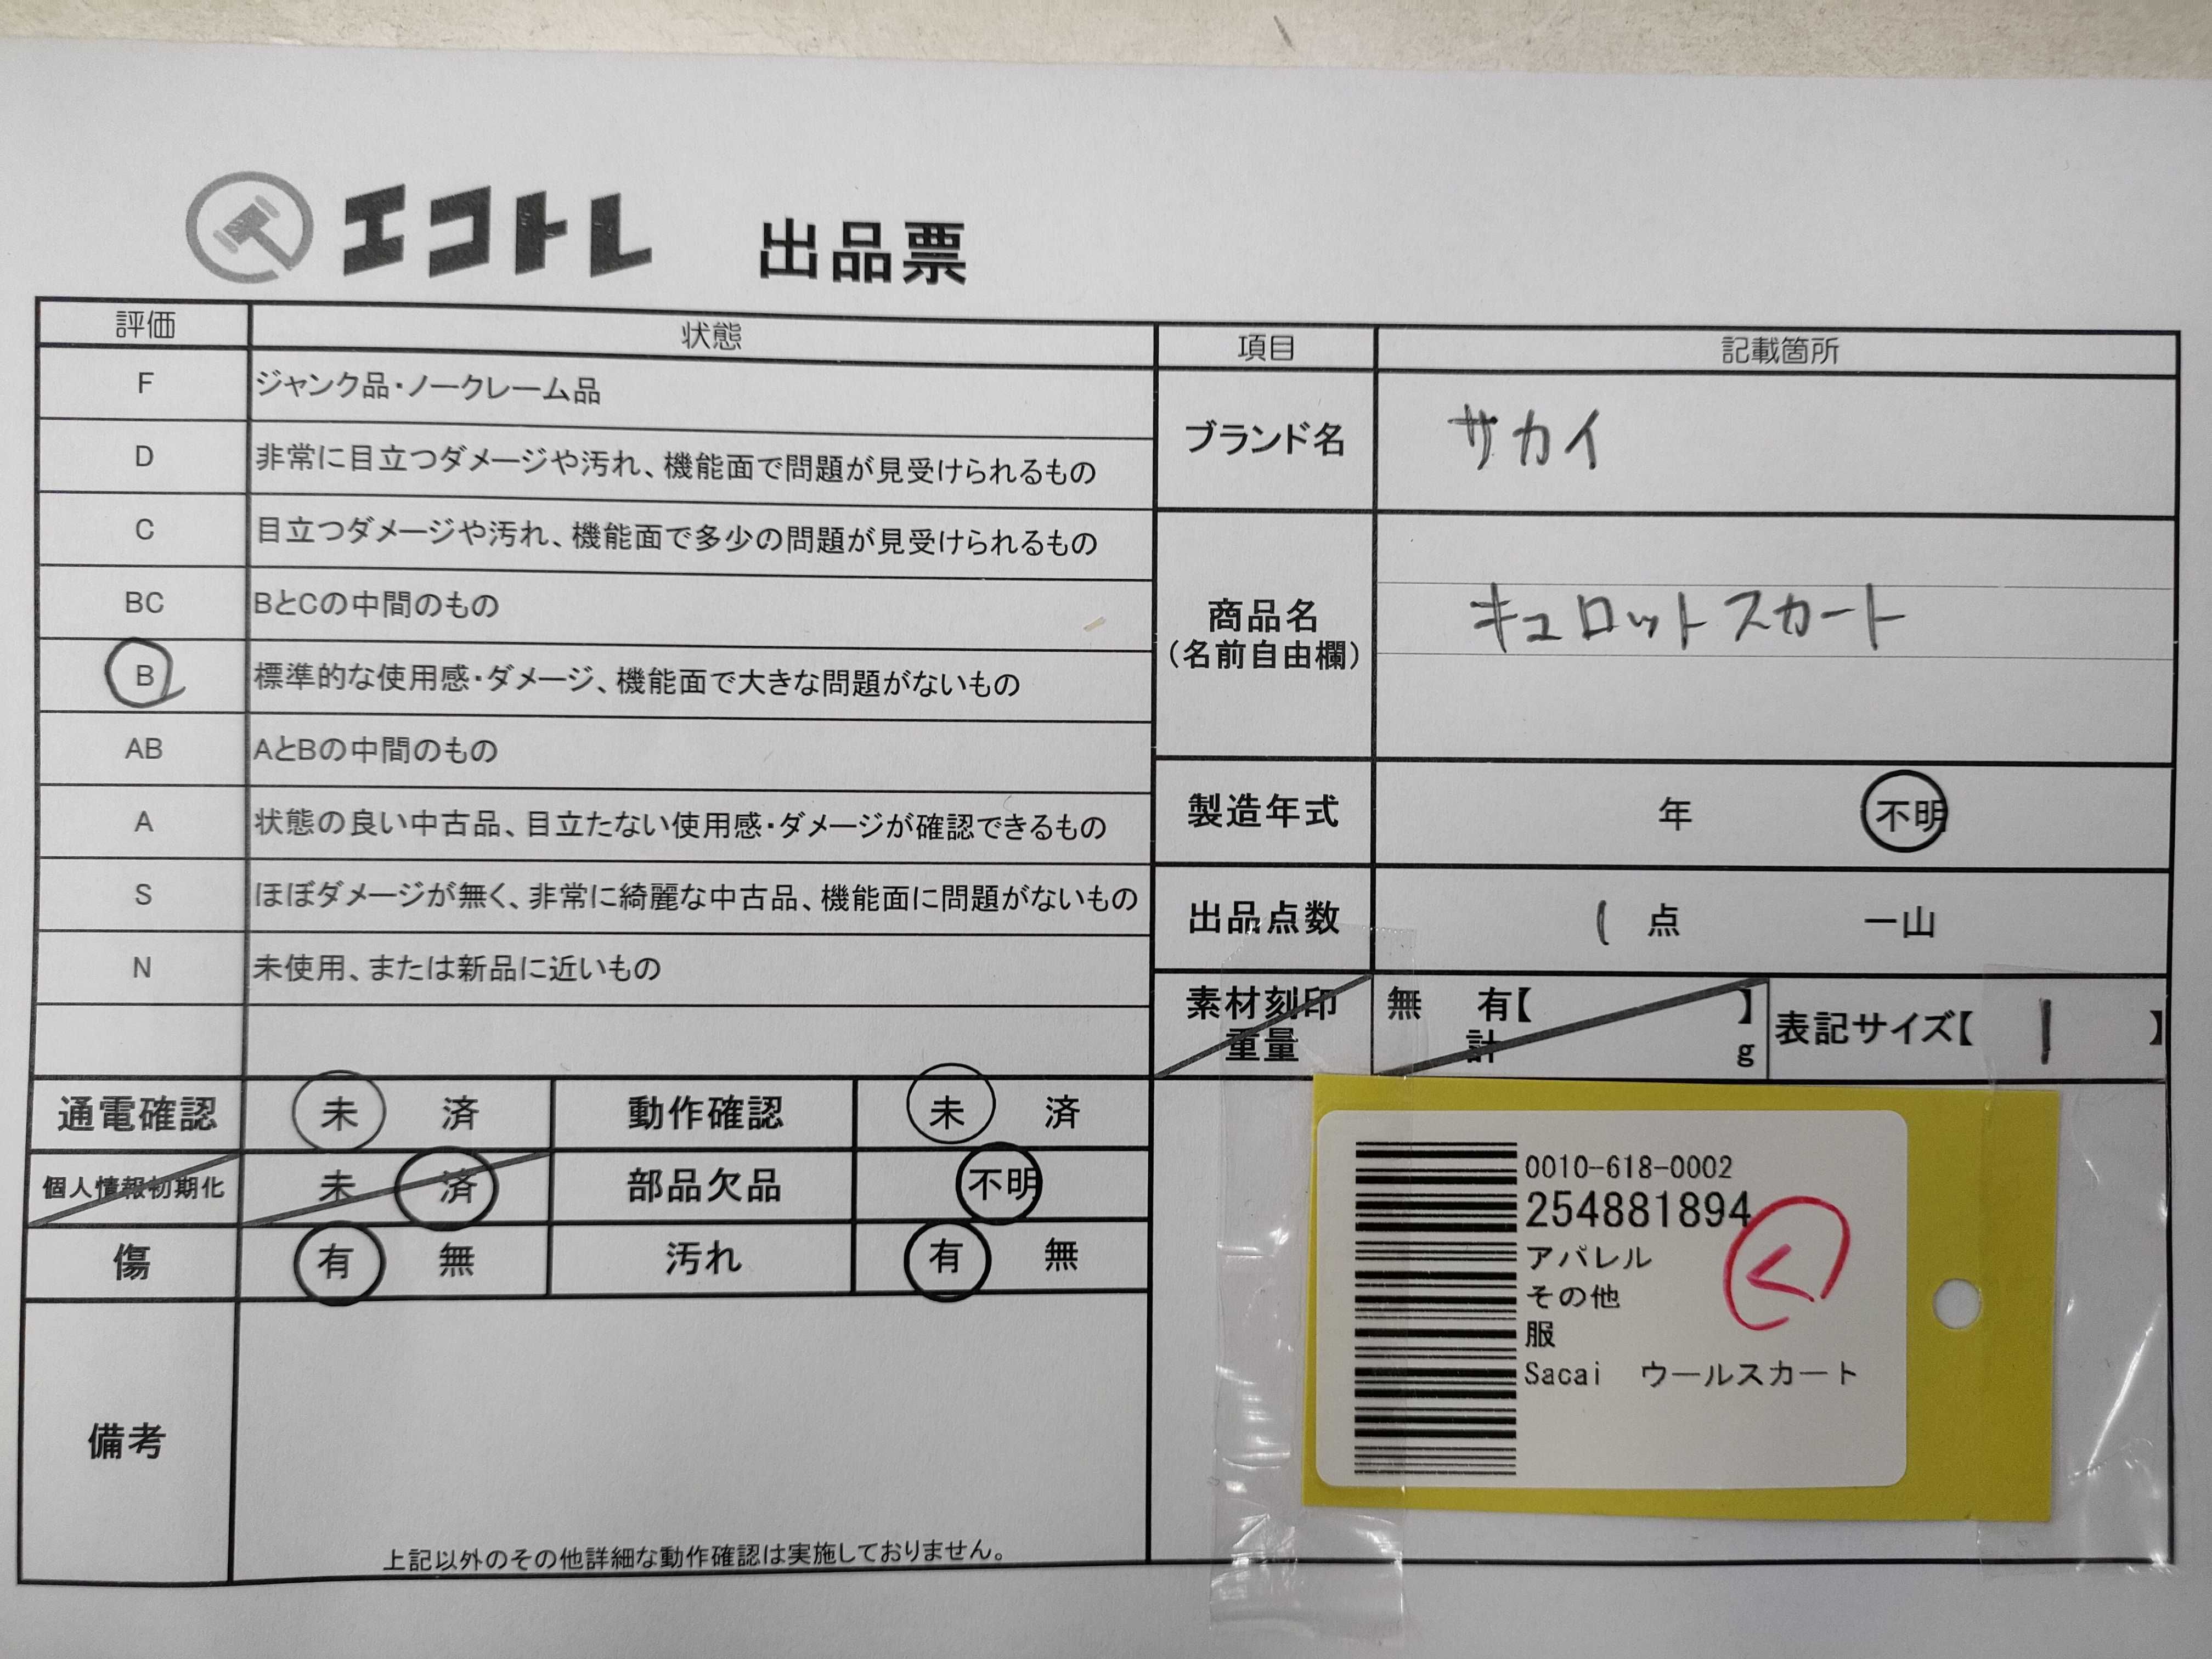 エコトレ 出品票
評価 状態
F ジャンク品・ノークレーム品
D 非常に目立つダメージや汚れ、機能面で問題が見受けられるもの
C 目立つダメージや汚れ、機能面で多少の問題が見受けられるもの
BC BとCの中間のもの
B 標準的な使用感・ダメージ、機能面で大きな問題がないもの
AB AとBの中間のもの
A 状態の良い中古品、目立たない使用感・ダメージが確認できるもの
S ほぼダメージが無く、非常に綺麗な中古品、機能面に問題がないもの
N 未使用、または新品に近いもの
項目 記載箇所
ブランド名 サカイ
商品名 キュロットスカート
(名前自由欄)
製造年式 年 不明
出品点数 1 点 一山
素材刻印 無 有【 】
重量 計 g
表記サイズ【 1 】
通電確認 未 済 動作確認 未 済
個人情報初期化 未 済 部品欠品 不明
傷 有 無 汚れ 有 無
備考
上記以外のその他詳細な動作確認は実施しておりません。
0010-618-0002
254881894
アパレル
その他
服
Sacai ウールスカート